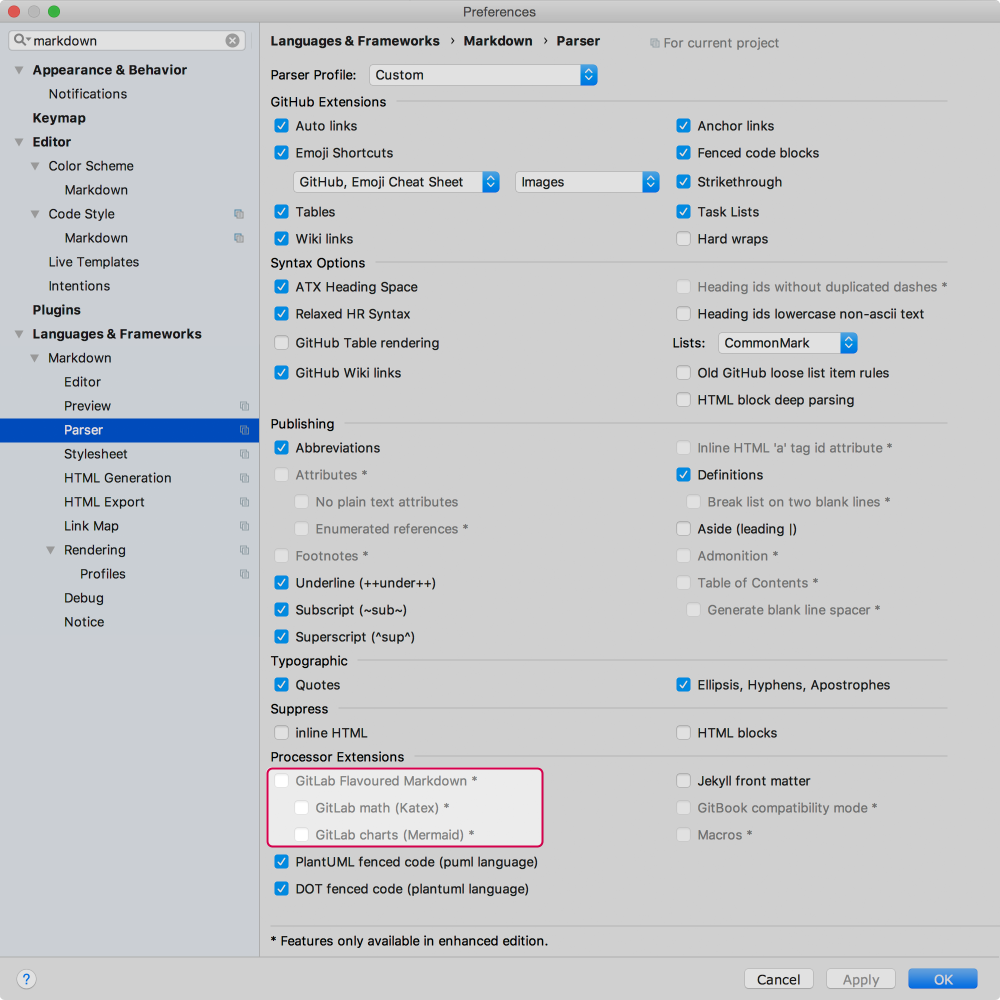 Preferences
markdown
Appearance & Behavior
Notifications
Keymap
Editor
Color Scheme
Markdown
Code Style
Markdown
Live Templates
Intentions
Plugins
Languages & Frameworks
Markdown
Editor
Preview
Parser
Stylesheet
HTML Generation
HTML Export
Link Map
Rendering
Profiles
Debug
Notice
?
Languages & Frameworks › Markdown › Parser For current project
Parser Profile: Custom
GitHub Extensions
Auto links Anchor links
Emoji Shortcuts Fenced code blocks
GitHub, Emoji Cheat Sheet Images Strikethrough
Tables Task Lists
Wiki links Hard wraps
Syntax Options
ATX Heading Space Heading ids without duplicated dashes *
Relaxed HR Syntax Heading ids lowercase non-ascii text
GitHub Table rendering Lists: CommonMark
GitHub Wiki links Old GitHub loose list item rules
HTML block deep parsing
Publishing
Abbreviations Inline HTML 'a' tag id attribute *
Attributes * Definitions
No plain text attributes Break list on two blank lines *
Enumerated references * Aside (leading |)
Footnotes * Admonition *
Underline (++under++) Table of Contents *
Subscript (~sub~) Generate blank line spacer *
Superscript (^sup^)
Typographic
Quotes Ellipsis, Hyphens, Apostrophes
Suppress
inline HTML HTML blocks
Processor Extensions
GitLab Flavoured Markdown * Jekyll front matter
GitLab math (Katex) * GitBook compatibility mode *
GitLab charts (Mermaid) * Macros *
PlantUML fenced code (puml language)
DOT fenced code (plantuml language)
* Features only available in enhanced edition.
Cancel Apply OK